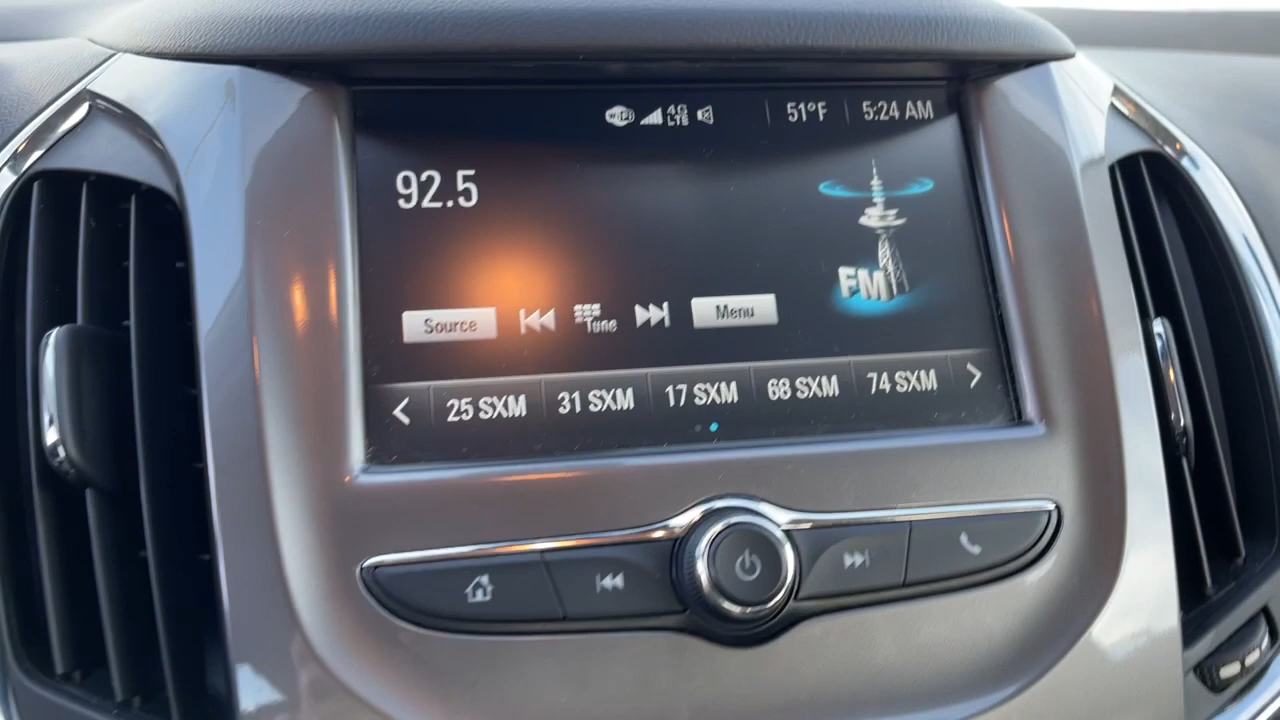 WiFi 4G LTE 51°F 5:24 AM
92.5
FM
Source Tune Menu
25 SXM 31 SXM 17 SXM 68 SXM 74 SXM